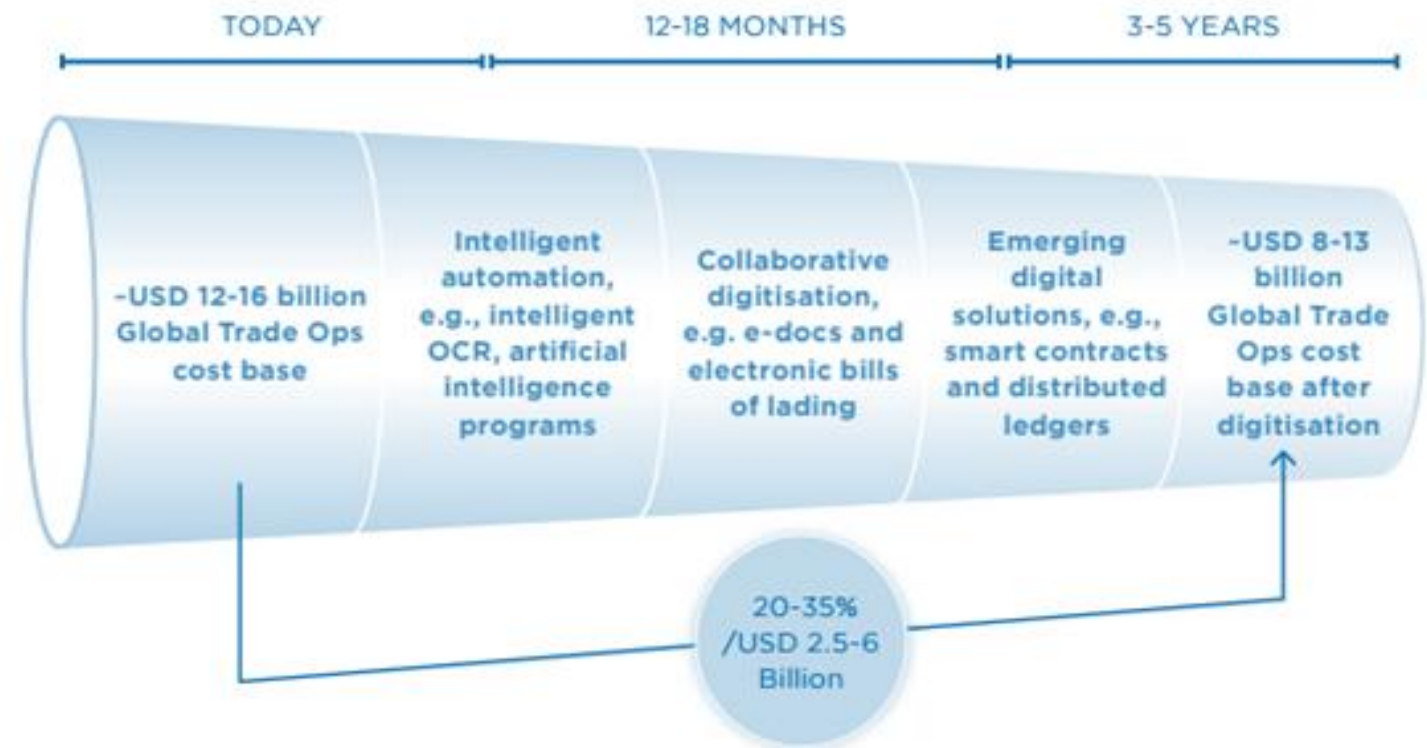 TODAY
12-18 MONTHS
3-5 YEARS
~USD 12-16 billion
Global Trade Ops
cost base
Intelligent
automation,
e.g., intelligent
OCR, artificial
intelligence
programs
Collaborative
digitisation,
e.g. e-docs and
electronic bills
of lading
Emerging
digital
solutions, e.g.,
smart contracts
and distributed
ledgers
~USD 8-13
billion
Global Trade
Ops cost
base after
digitisation
20-35%
/USD 2.5-6
Billion